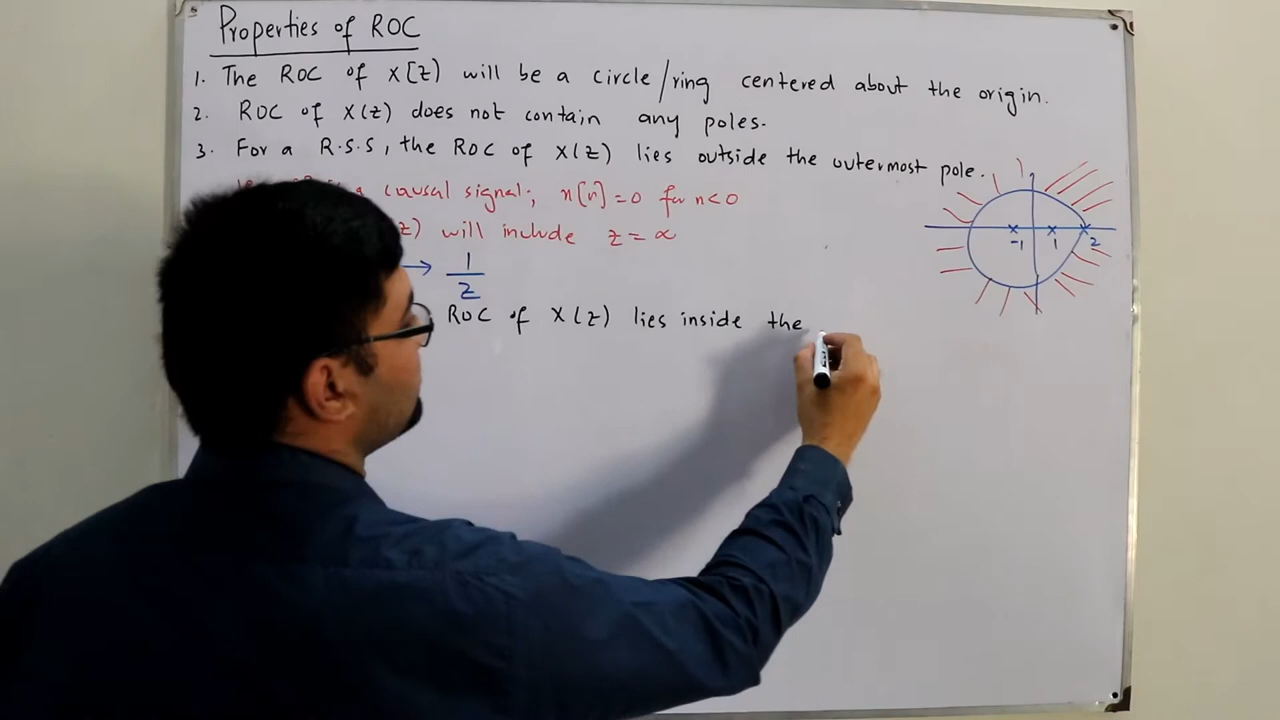 Properties of ROC
1. The ROC of X[z) will be a circle/ring centered about the origin.
2. ROC of X(z) does not contain any poles.
3. For a R.S.S, the ROC of X(z) lies outside the outermost pole.
causal signal; x[n]=0 for n<0
z) will include z = ∝
→ 1/z
ROC of X(z) lies inside the
-1 1 2